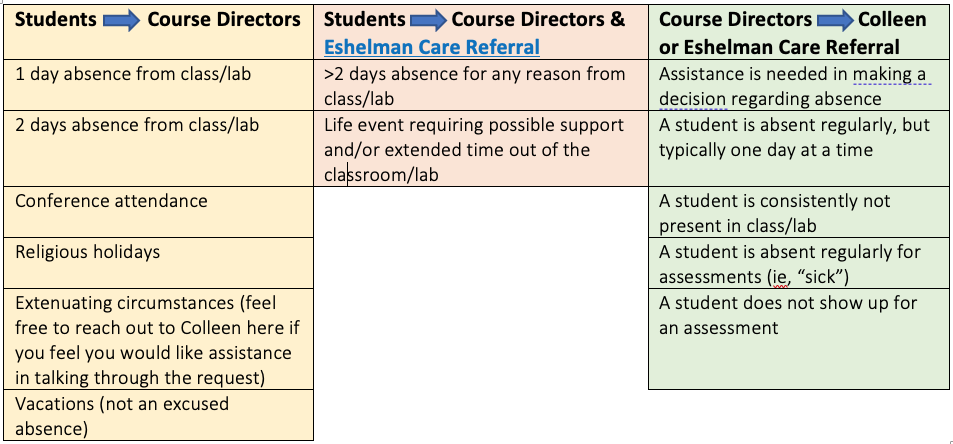 Students Course Directors
1 day absence from class/lab
2 days absence from class/lab
Conference attendance
Religious holidays
Extenuating circumstances (feel
free to reach out to Colleen here if
you feel you would like assistance
in talking through the request)
Vacations (not an excused
absence)
Students Course Directors &
Eshelman Care Referral
>2 days absence for any reason from
class/lab
Life event requiring possible support
and/or extended time out of the
classroom/lab
Course Directors Colleen
or Eshelman Care Referral
Assistance is needed in making a
decision regarding absence
A student is absent regularly, but
typically one day at a time
A student is consistently not
present in class/lab
A student is absent regularly for
assessments (ie, “sick”)
A student does not show up for
an assessment